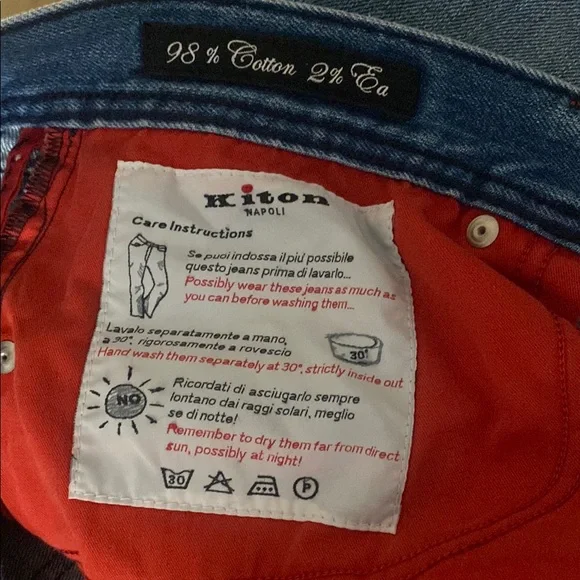 98 % Cotton 2% Ea
Kiton
NAPOLI
Care Instructions
Se puoi indossa il piu' possibile
questo jeans prima di lavarlo...
Possibly wear these jeans as much as
you can before washing them...
Lavalo separatamente a mano,
a 30°, rigorosamente a rovescio
Hand wash them separately at 30°, strictly inside out
30°
NO
Ricordati di asciugarlo sempre
lontano dai raggi solari, meglio
se di notte!
Remember to dry them far from direct
sun, possibly at night!
30
P